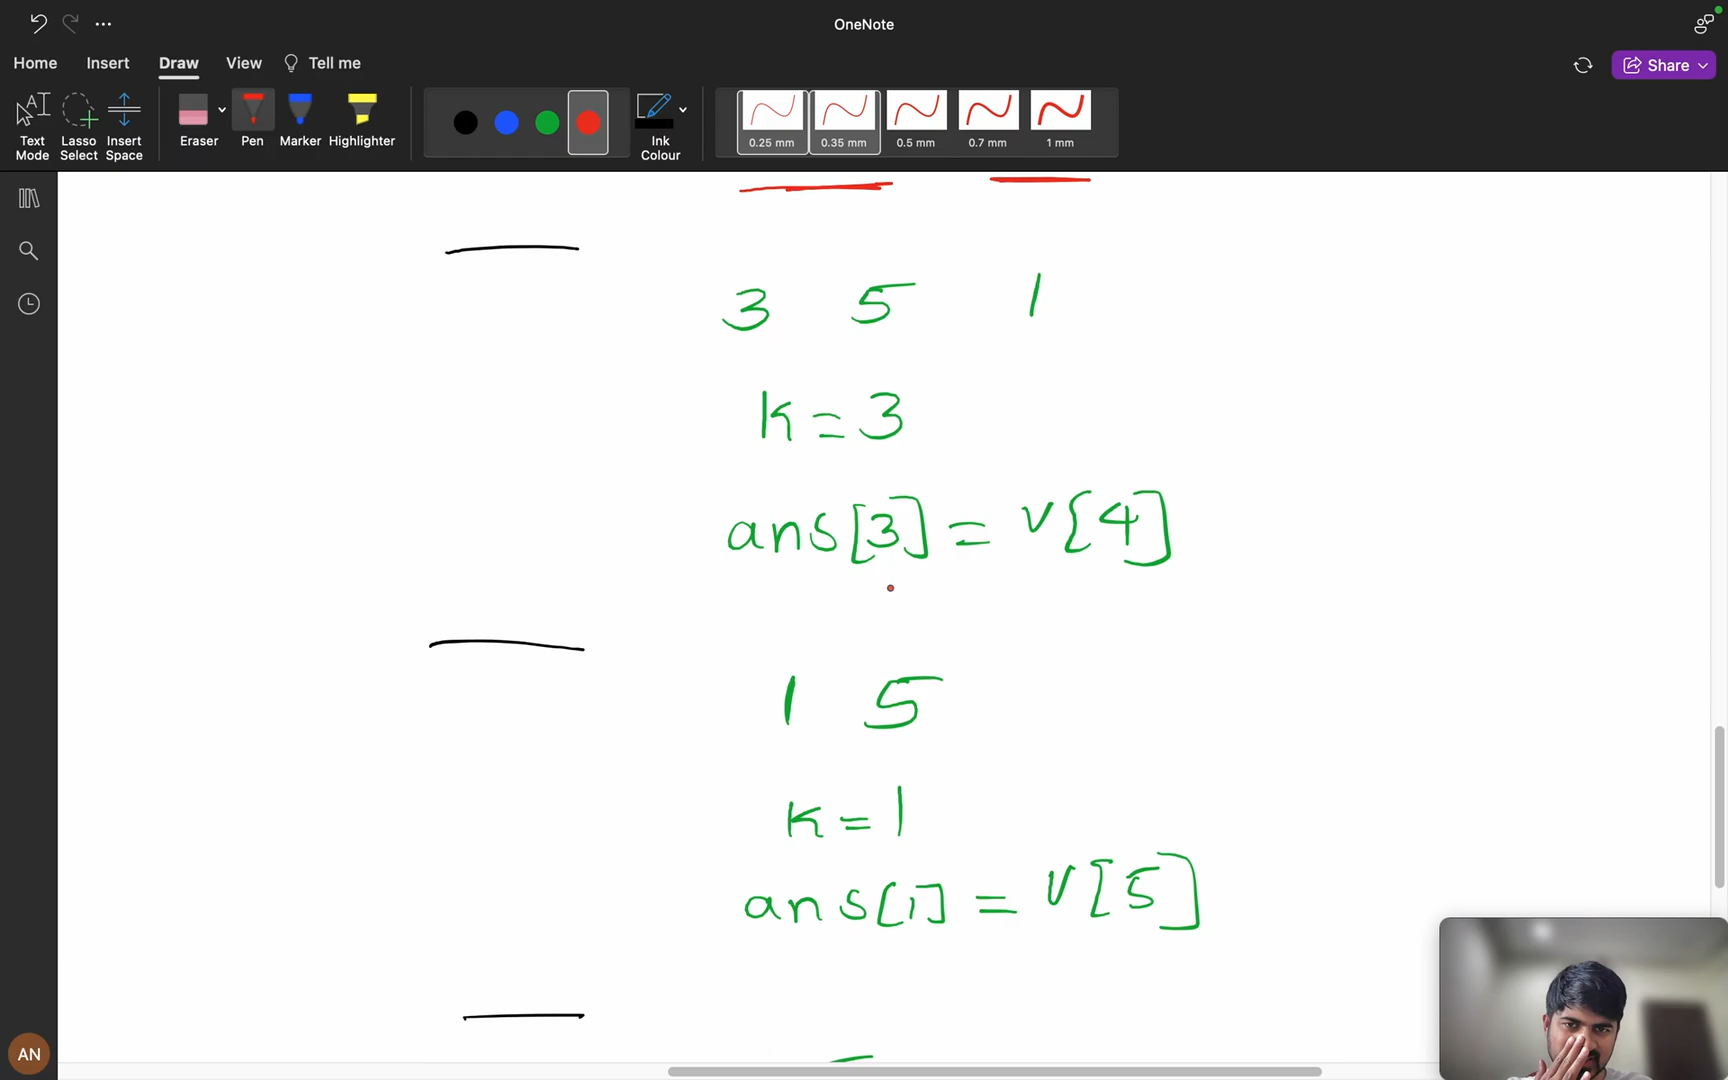 OneNote
Home Insert Draw View Tell me
Share
Text Mode
Lasso Select
Insert Space
Eraser
Pen
Marker
Highlighter
Ink Colour
0.25 mm
0.35 mm
0.5 mm
0.7 mm
1 mm
3 5 1
k = 3
ans[3] = v[4]
1 5
k = 1
ans[1] = v[5]
AN